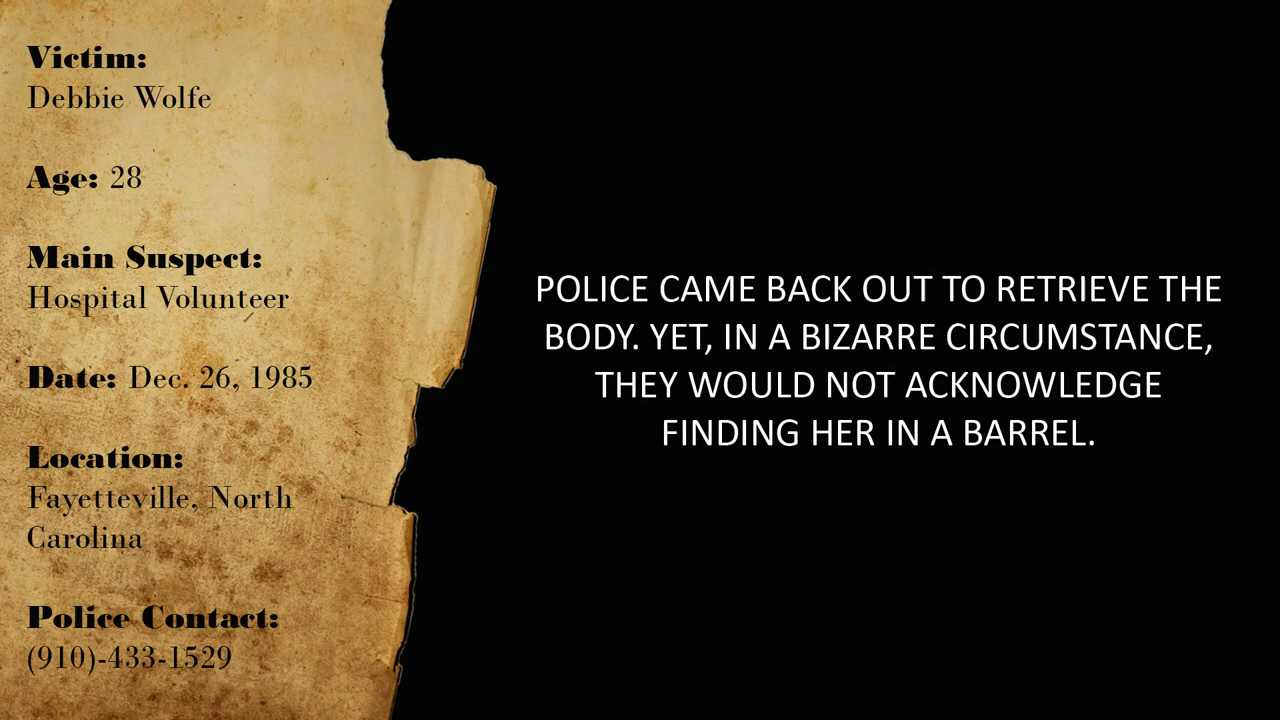 Victim:
Debbie Wolfe
Age: 28
Main Suspect:
Hospital Volunteer
Date: Dec. 26, 1985
Location:
Fayetteville, North
Carolina
Police Contact:
(910)-433-1529
POLICE CAME BACK OUT TO RETRIEVE THE
BODY. YET, IN A BIZARRE CIRCUMSTANCE,
THEY WOULD NOT ACKNOWLEDGE
FINDING HER IN A BARREL.